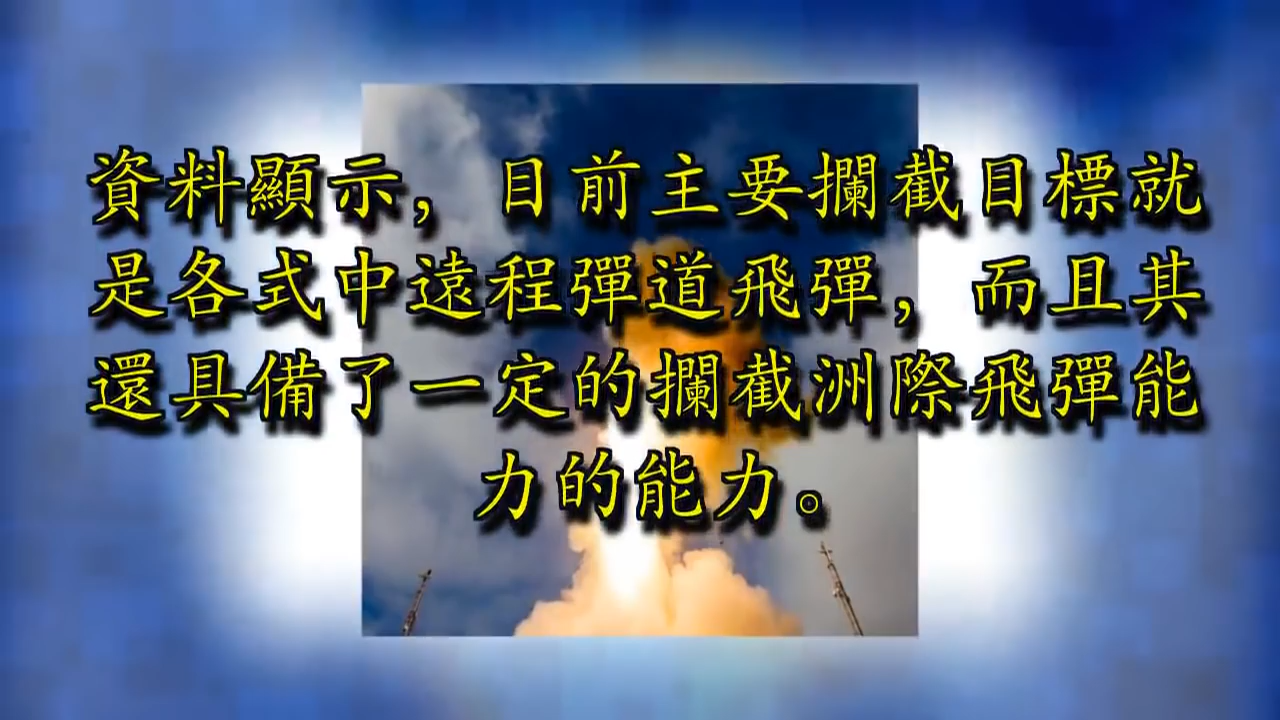 資料顯示，目前主要攔截目標就
是各式中遠程彈道飛彈，而且其
還具備了一定的攔截洲際飛彈能
力的能力。